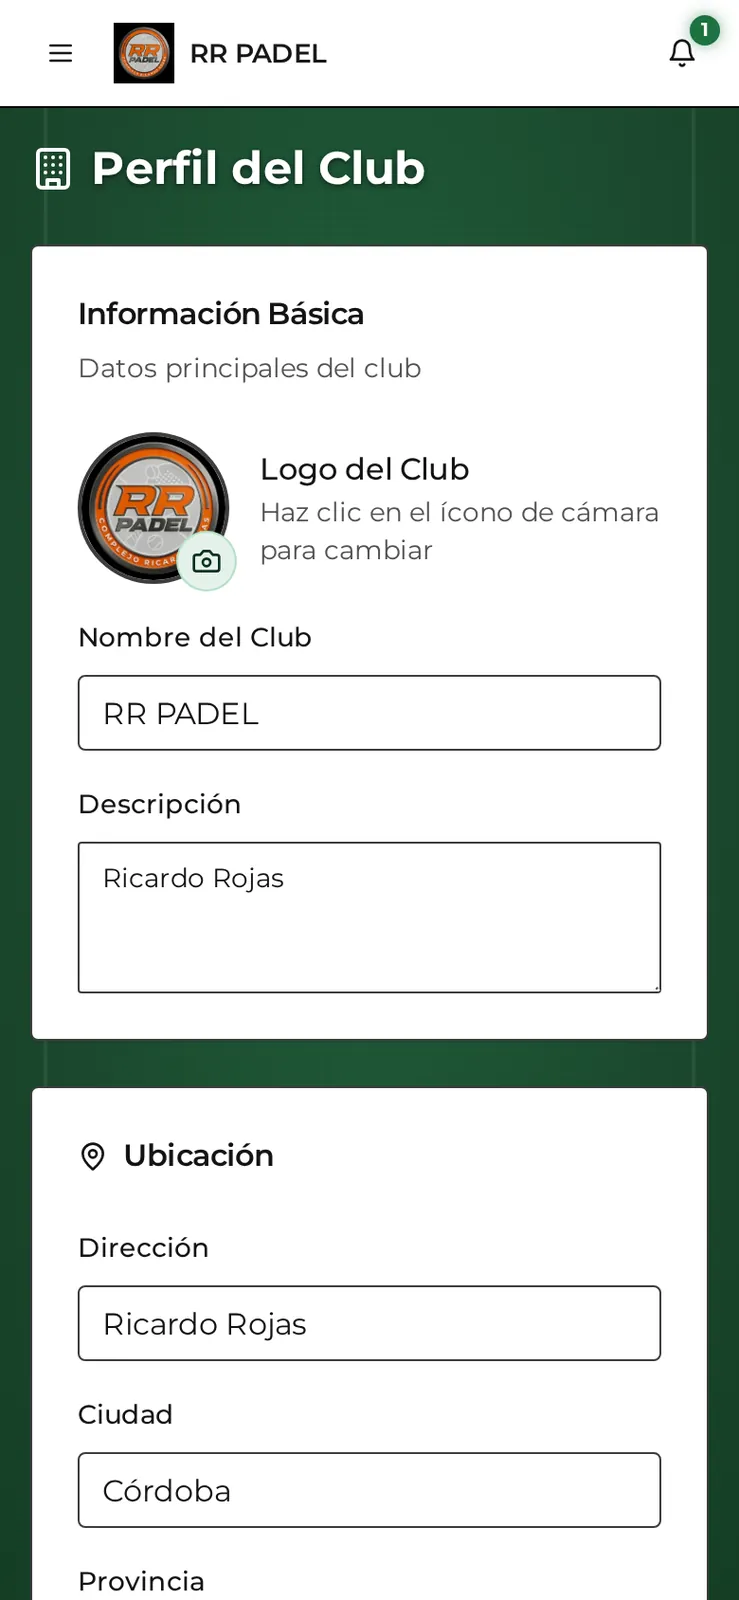 RR PADEL
1
Perfil del Club
Información Básica
Datos principales del club
RR
PADEL
Logo del Club
Haz clic en el ícono de cámara
para cambiar
Nombre del Club
RR PADEL
Descripción
Ricardo Rojas
Ubicación
Dirección
Ricardo Rojas
Ciudad
Córdoba
Provincia